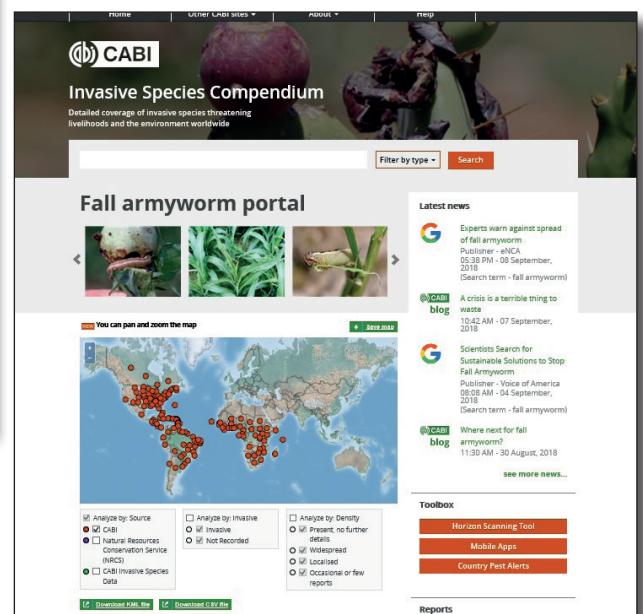 Home Other CABI sites About Help
CABI
Invasive Species Compendium
Detailed coverage of invasive species threatening
livelihoods and the environment worldwide
Filter by type
Search
Fall armyworm portal
NEW You can pan and zoom the map
Save map
+
-
Analyze by: Source
CABI
Natural Resources
Conservation Service
(NRCS)
CABI Invasive Species
Data
Analyze by: Invasive
Invasive
Not Recorded
Analyze by: Density
Present, no further
details
Widespread
Localised
Occasional or few
reports
Download KML file
Download CSV file
Latest news
G
Experts warn against spread
of fall armyworm
Publisher - eNCA
05:38 PM - 08 September,
2018
(Search term - fall armyworm)
CABI
blog
A crisis is a terrible thing to
waste
10:42 AM - 07 September,
2018
G
Scientists Search for
Sustainable Solutions to Stop
Fall Armyworm
Publisher - Voice of America
08:08 AM - 04 September,
2018
(Search term - fall armyworm)
CABI
blog
Where next for fall
armyworm?
11:30 AM - 30 August, 2018
see more news...
Toolbox
Horizon Scanning Tool
Mobile Apps
Country Pest Alerts
Reports